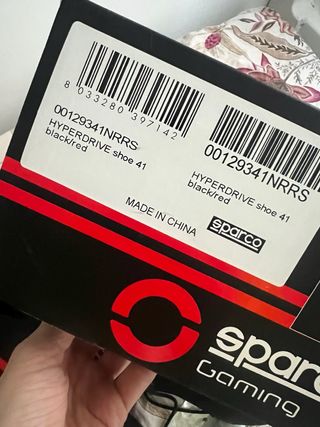 8 033280 397142
00129341NRRS
HYPERDRIVE shoe 41
black/red
00129341NRRS
HYPERDRIVE shoe 41
black/red
MADE IN CHINA
sparco
sparc
Gaming